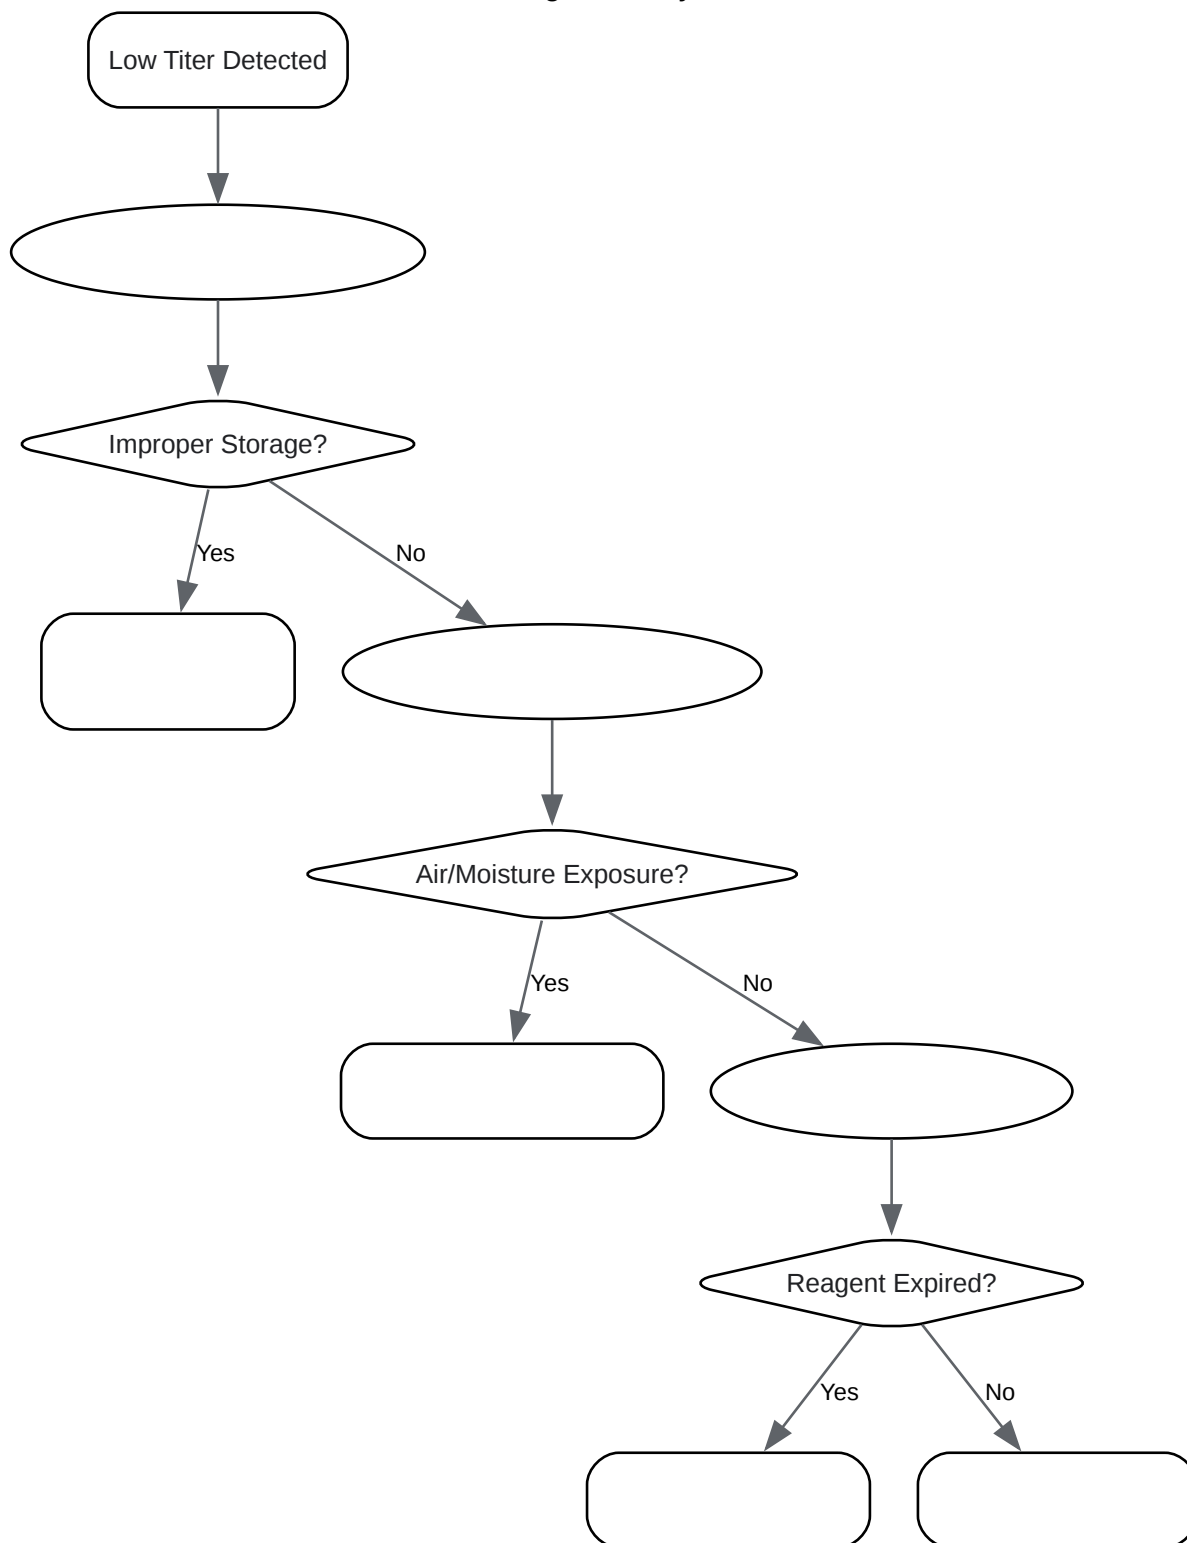 Low Titer Detected
Improper Storage?
Yes
No
Air/Moisture Exposure?
Yes
No
Reagent Expired?
Yes
No